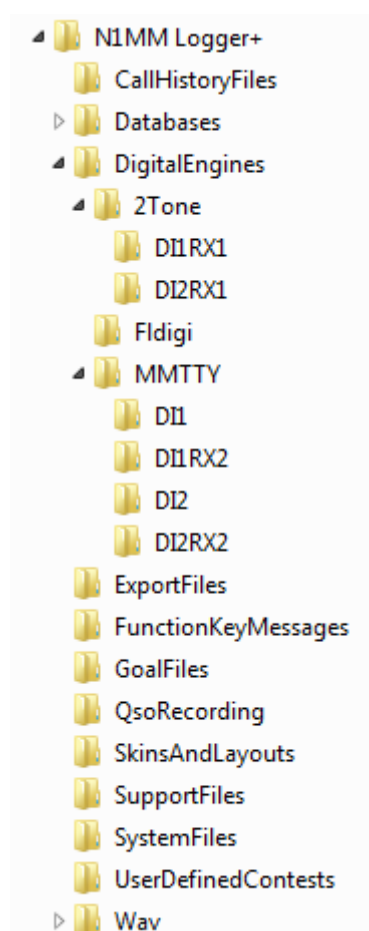 N1MM Logger+
CallHistoryFiles
Databases
DigitalEngines
2Tone
DI1RX1
DI2RX1
Fldigi
MMTTY
DI1
DI1RX2
DI2
DI2RX2
ExportFiles
FunctionKeyMessages
GoalFiles
QsoRecording
SkinsAndLayouts
SupportFiles
SystemFiles
UserDefinedContests
Wav